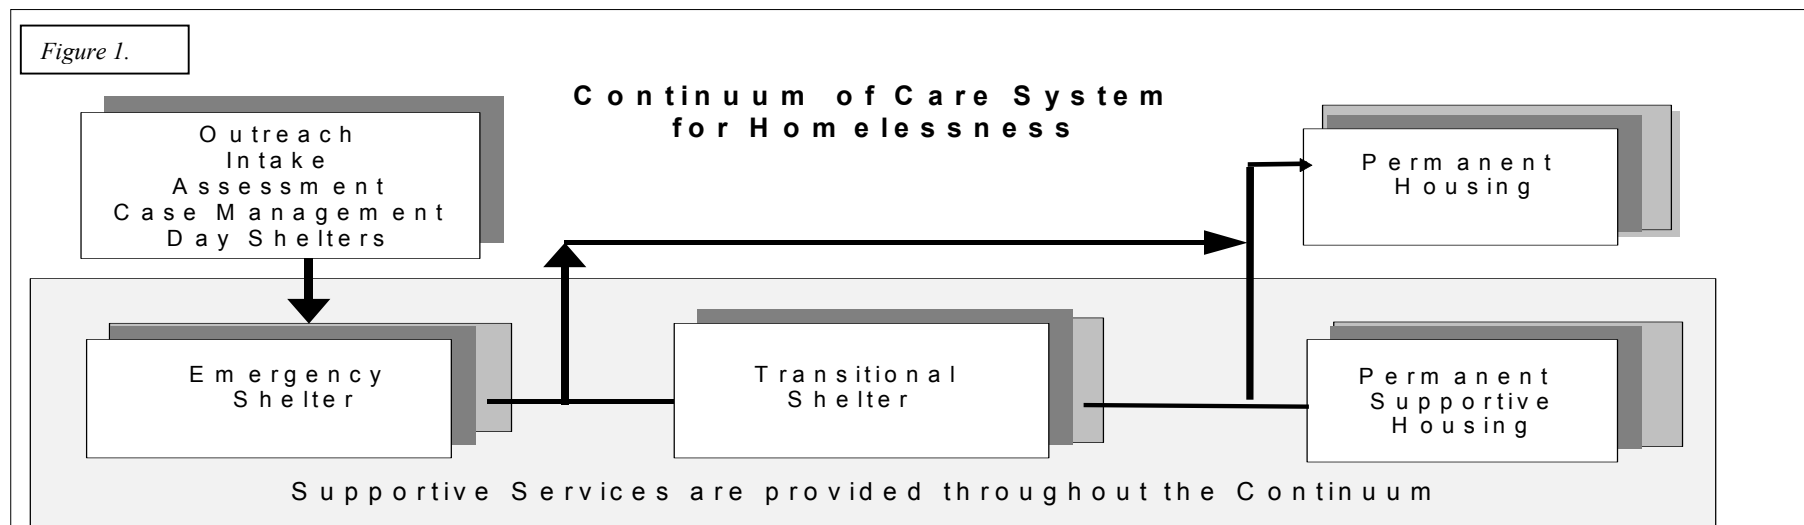 Figure 1.
Continuum of Care System
for Homelessness
Outreach
Intake
Assessment
Case Management
Day Shelters
Permanent
Housing
Emergency
Shelter
Transitional
Shelter
Permanent
Supportive
Housing
Supportive Services are provided throughout the Continuum